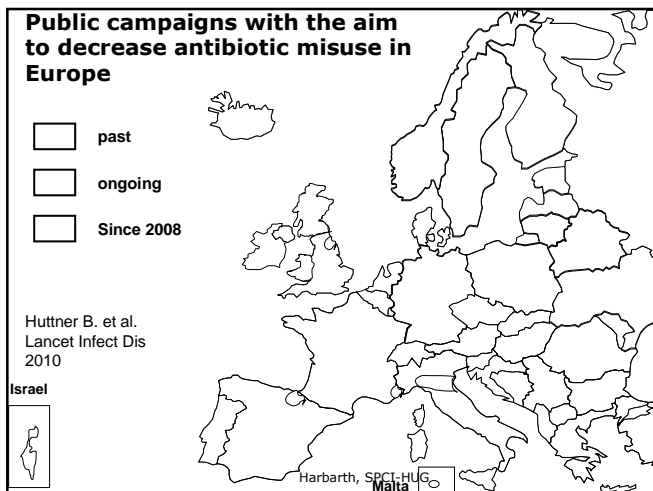 Public campaigns with the aim
to decrease antibiotic misuse in
Europe
past
ongoing
Since 2008
Huttner B. et al.
Lancet Infect Dis
2010
Israel
Harbarth, SPCI-HUG
Malta